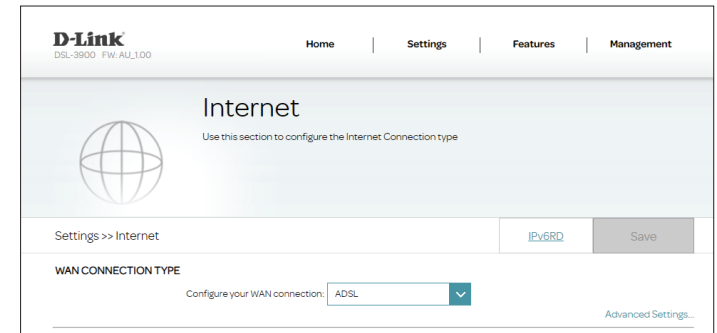 D-Link
DSL-3900 FW: AU_1.00
Home Settings Features Management
Internet
Use this section to configure the Internet Connection type
Settings >> Internet IPv6RD Save
WAN CONNECTION TYPE
Configure your WAN connection: ADSL
Advanced Settings...